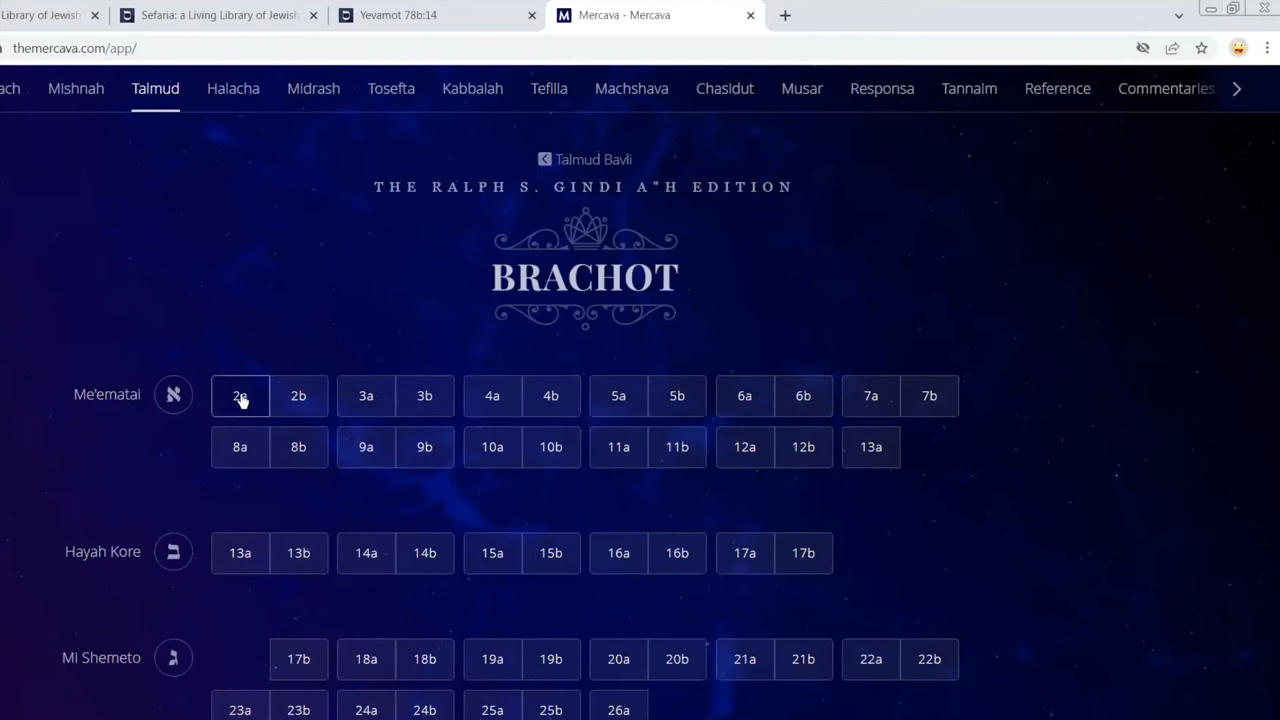 Library of Jewish
Sefaria: a Living Library of Jewish
Yevamot 78b:14
Mercava - Mercava
themercava.com/app/
ach Mishnah Talmud Halacha Midrash Tosefta Kabbalah Tefilla Machshava Chasidut Musar Responsa Tannaim Reference Commentaries
Talmud Bavli
THE RALPH S. GINDI A"H EDITION
BRACHOT
Me'ematai א 2a 2b 3a 3b 4a 4b 5a 5b 6a 6b 7a 7b
8a 8b 9a 9b 10a 10b 11a 11b 12a 12b 13a
Hayah Kore ב 13a 13b 14a 14b 15a 15b 16a 16b 17a 17b
Mi Shemeto ג 17b 18a 18b 19a 19b 20a 20b 21a 21b 22a 22b
23a 23b 24a 24b 25a 25b 26a